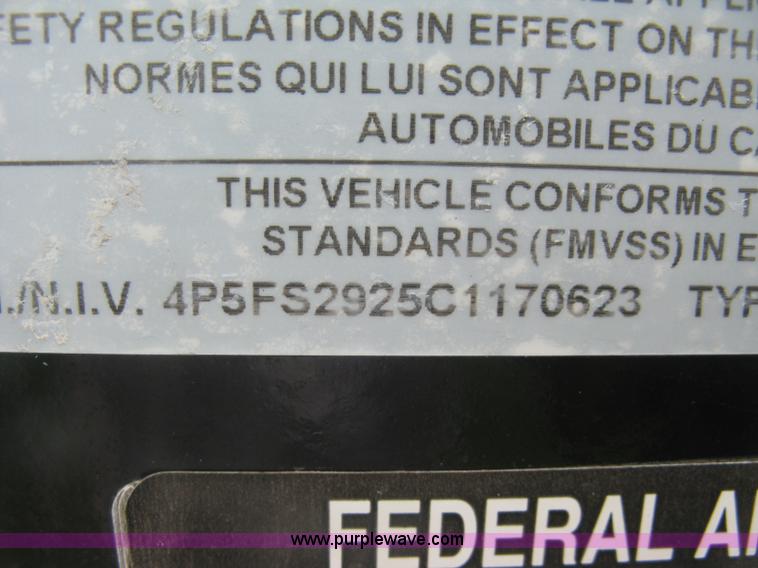 FETY REGULATIONS IN EFFECT ON TH
NORMES QUI LUI SONT APPLICAB
AUTOMOBILES DU CA
THIS VEHICLE CONFORMS T
STANDARDS (FMVSS) IN E
./N.I.V. 4P5FS2925C1170623 TYP
FEDERAL A
www.purplewave.com